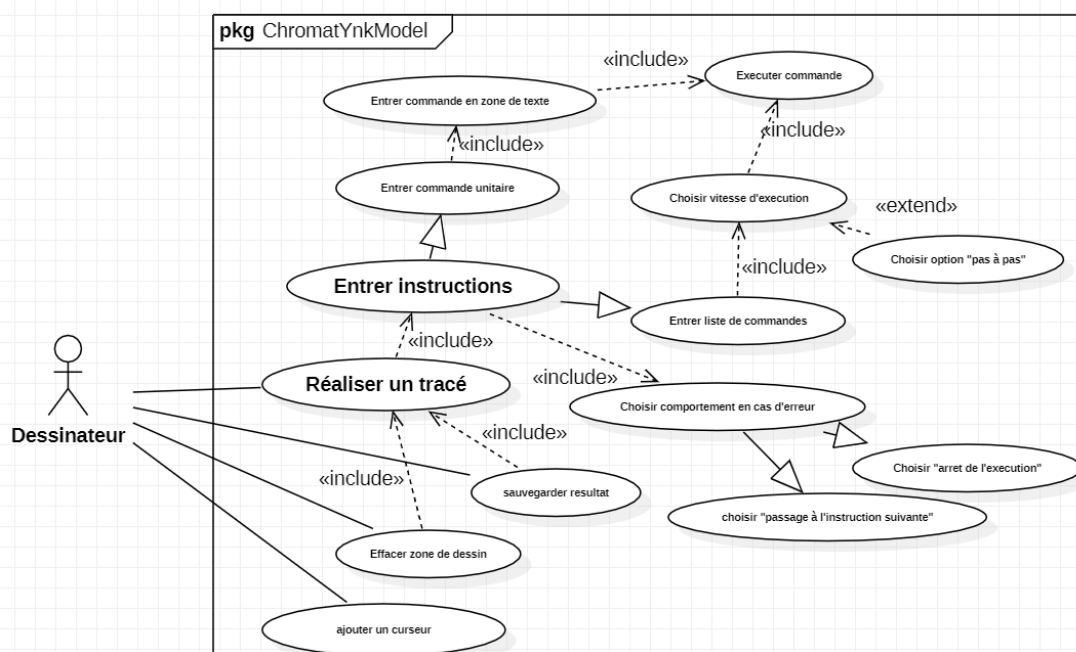 pkg ChromatYnkModel
«include»
Executer commande
Entrer commande en zone de texte
«include»
«include»
Entrer commande unitaire
Choisir vitesse d'execution
«extend»
Choisir option "pas à pas"
«include»
Entrer instructions
Entrer liste de commandes
«include»
«include»
Réaliser un tracé
Choisir comportement en cas d'erreur
Dessinateur
«include»
Choisir "arret de l'execution"
«include»
sauvegarder resultat
choisir "passage à l'instruction suivante"
Effacer zone de dessin
ajouter un curseur